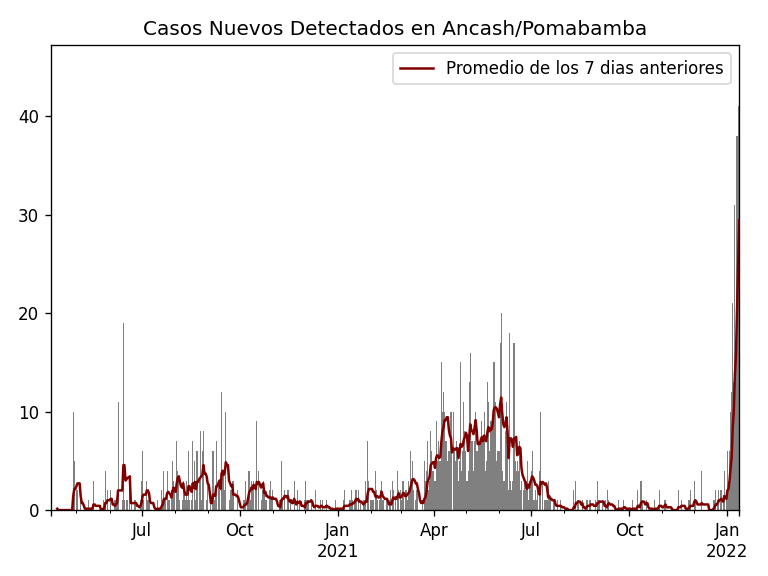 Casos Nuevos Detectados en Ancash/Pomabamba
Promedio de los 7 dias anteriores
40
30
20
10
0
Jul Oct Jan Apr Jul Oct Jan
2021 2022